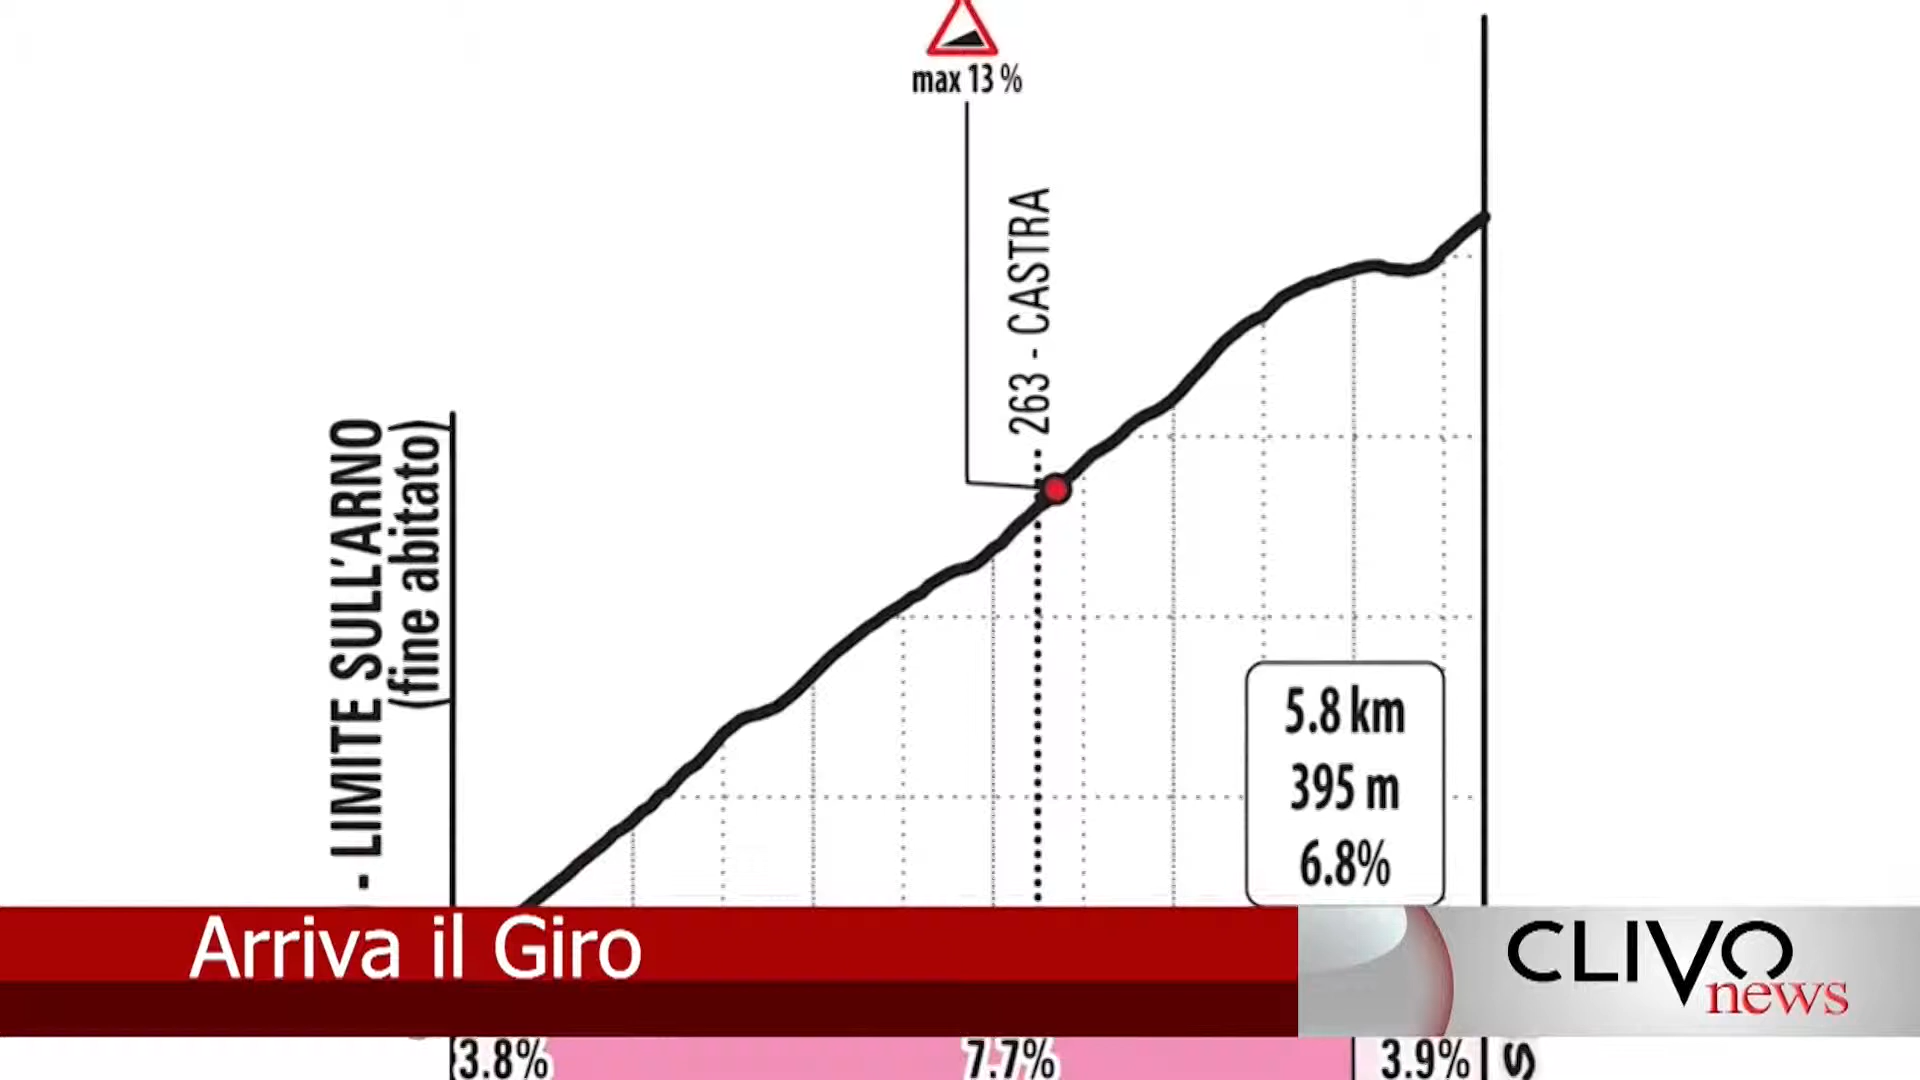 max 13 %
263 - CASTRA
- LIMITE SULL'ARNO
(fine abitato)
5.8 km
395 m
6.8%
Arriva il Giro
CLIVO
news
3.8%
7.7%
3.9%
S